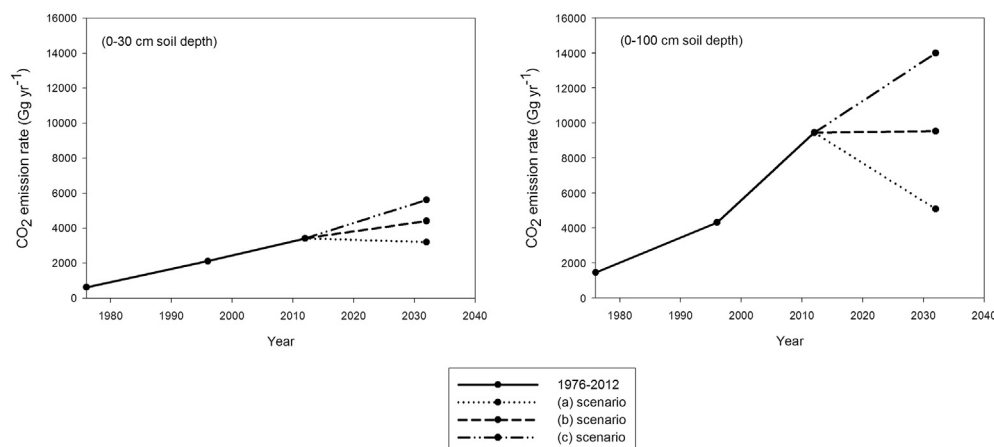 (0-30 cm soil depth)
CO2 emission rate (Gg yr-1)
16000
14000
12000
10000
8000
6000
4000
2000
0
1980 1990 2000 2010 2020 2030 2040
Year
(0-100 cm soil depth)
CO2 emission rate (Gg yr-1)
16000
14000
12000
10000
8000
6000
4000
2000
0
1980 1990 2000 2010 2020 2030 2040
Year
1976-2012
(a) scenario
(b) scenario
(c) scenario